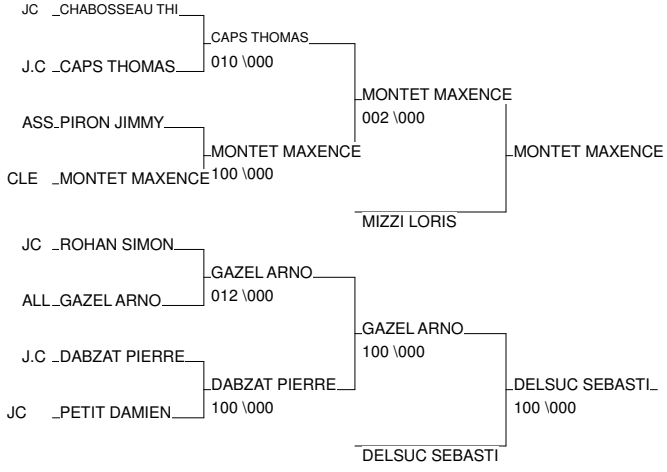 JC CHABOSSEAU THI
CAPS THOMAS
J.C CAPS THOMAS
010 \000
MONTET MAXENCE
002 \000
ASS PIRON JIMMY
MONTET MAXENCE
MONTET MAXENCE
CLE MONTET MAXENCE
100 \000
MIZZI LORIS
JC ROHAN SIMON
GAZEL ARNO
ALL GAZEL ARNO
012 \000
GAZEL ARNO
100 \000
J.C DABZAT PIERRE
DABZAT PIERRE
DELSUC SEBASTI
JC PETIT DAMIEN
100 \000
100 \000
DELSUC SEBASTI